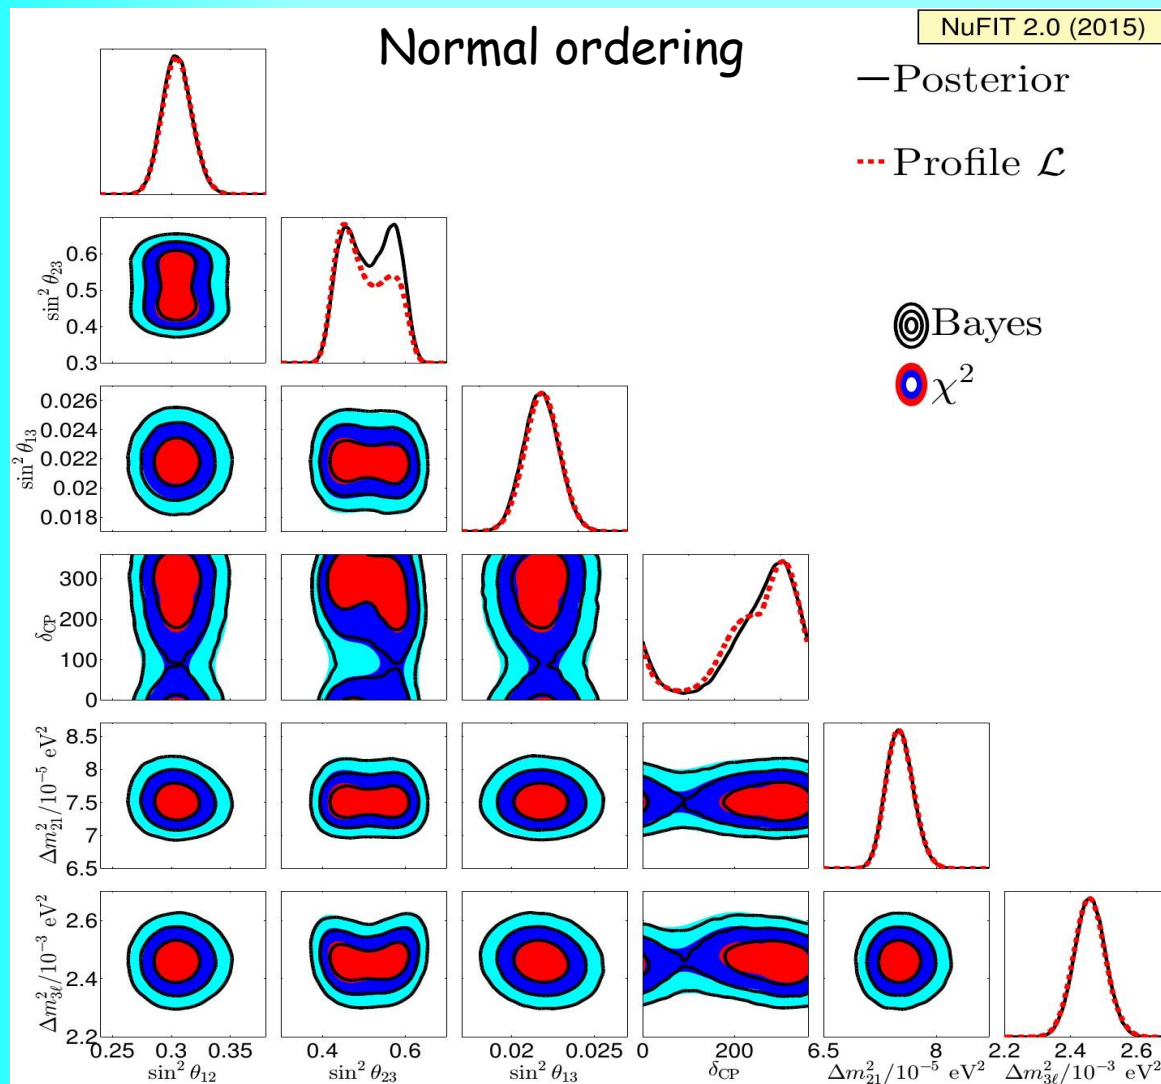 Normal ordering
NuFIT 2.0 (2015)
Posterior
Profile ℒ
Bayes
χ²
sin² θ₂₃
0.6
0.5
0.4
0.3
sin² θ₁₃
0.026
0.024
0.022
0.02
0.018
δCP
300
200
100
0
Δm²₂₁/10⁻⁵ eV²
8.5
8
7.5
7
6.5
Δm²₃ℓ/10⁻³ eV²
2.6
2.4
2.2
0.25 0.3 0.35 0.4 0.6 0.02 0.025 0 200 6.5 8 2.2 2.4 2.6
sin² θ₁₂ sin² θ₂₃ sin² θ₁₃ δCP Δm²₂₁/10⁻⁵ eV² Δm²₃ℓ/10⁻³ eV²